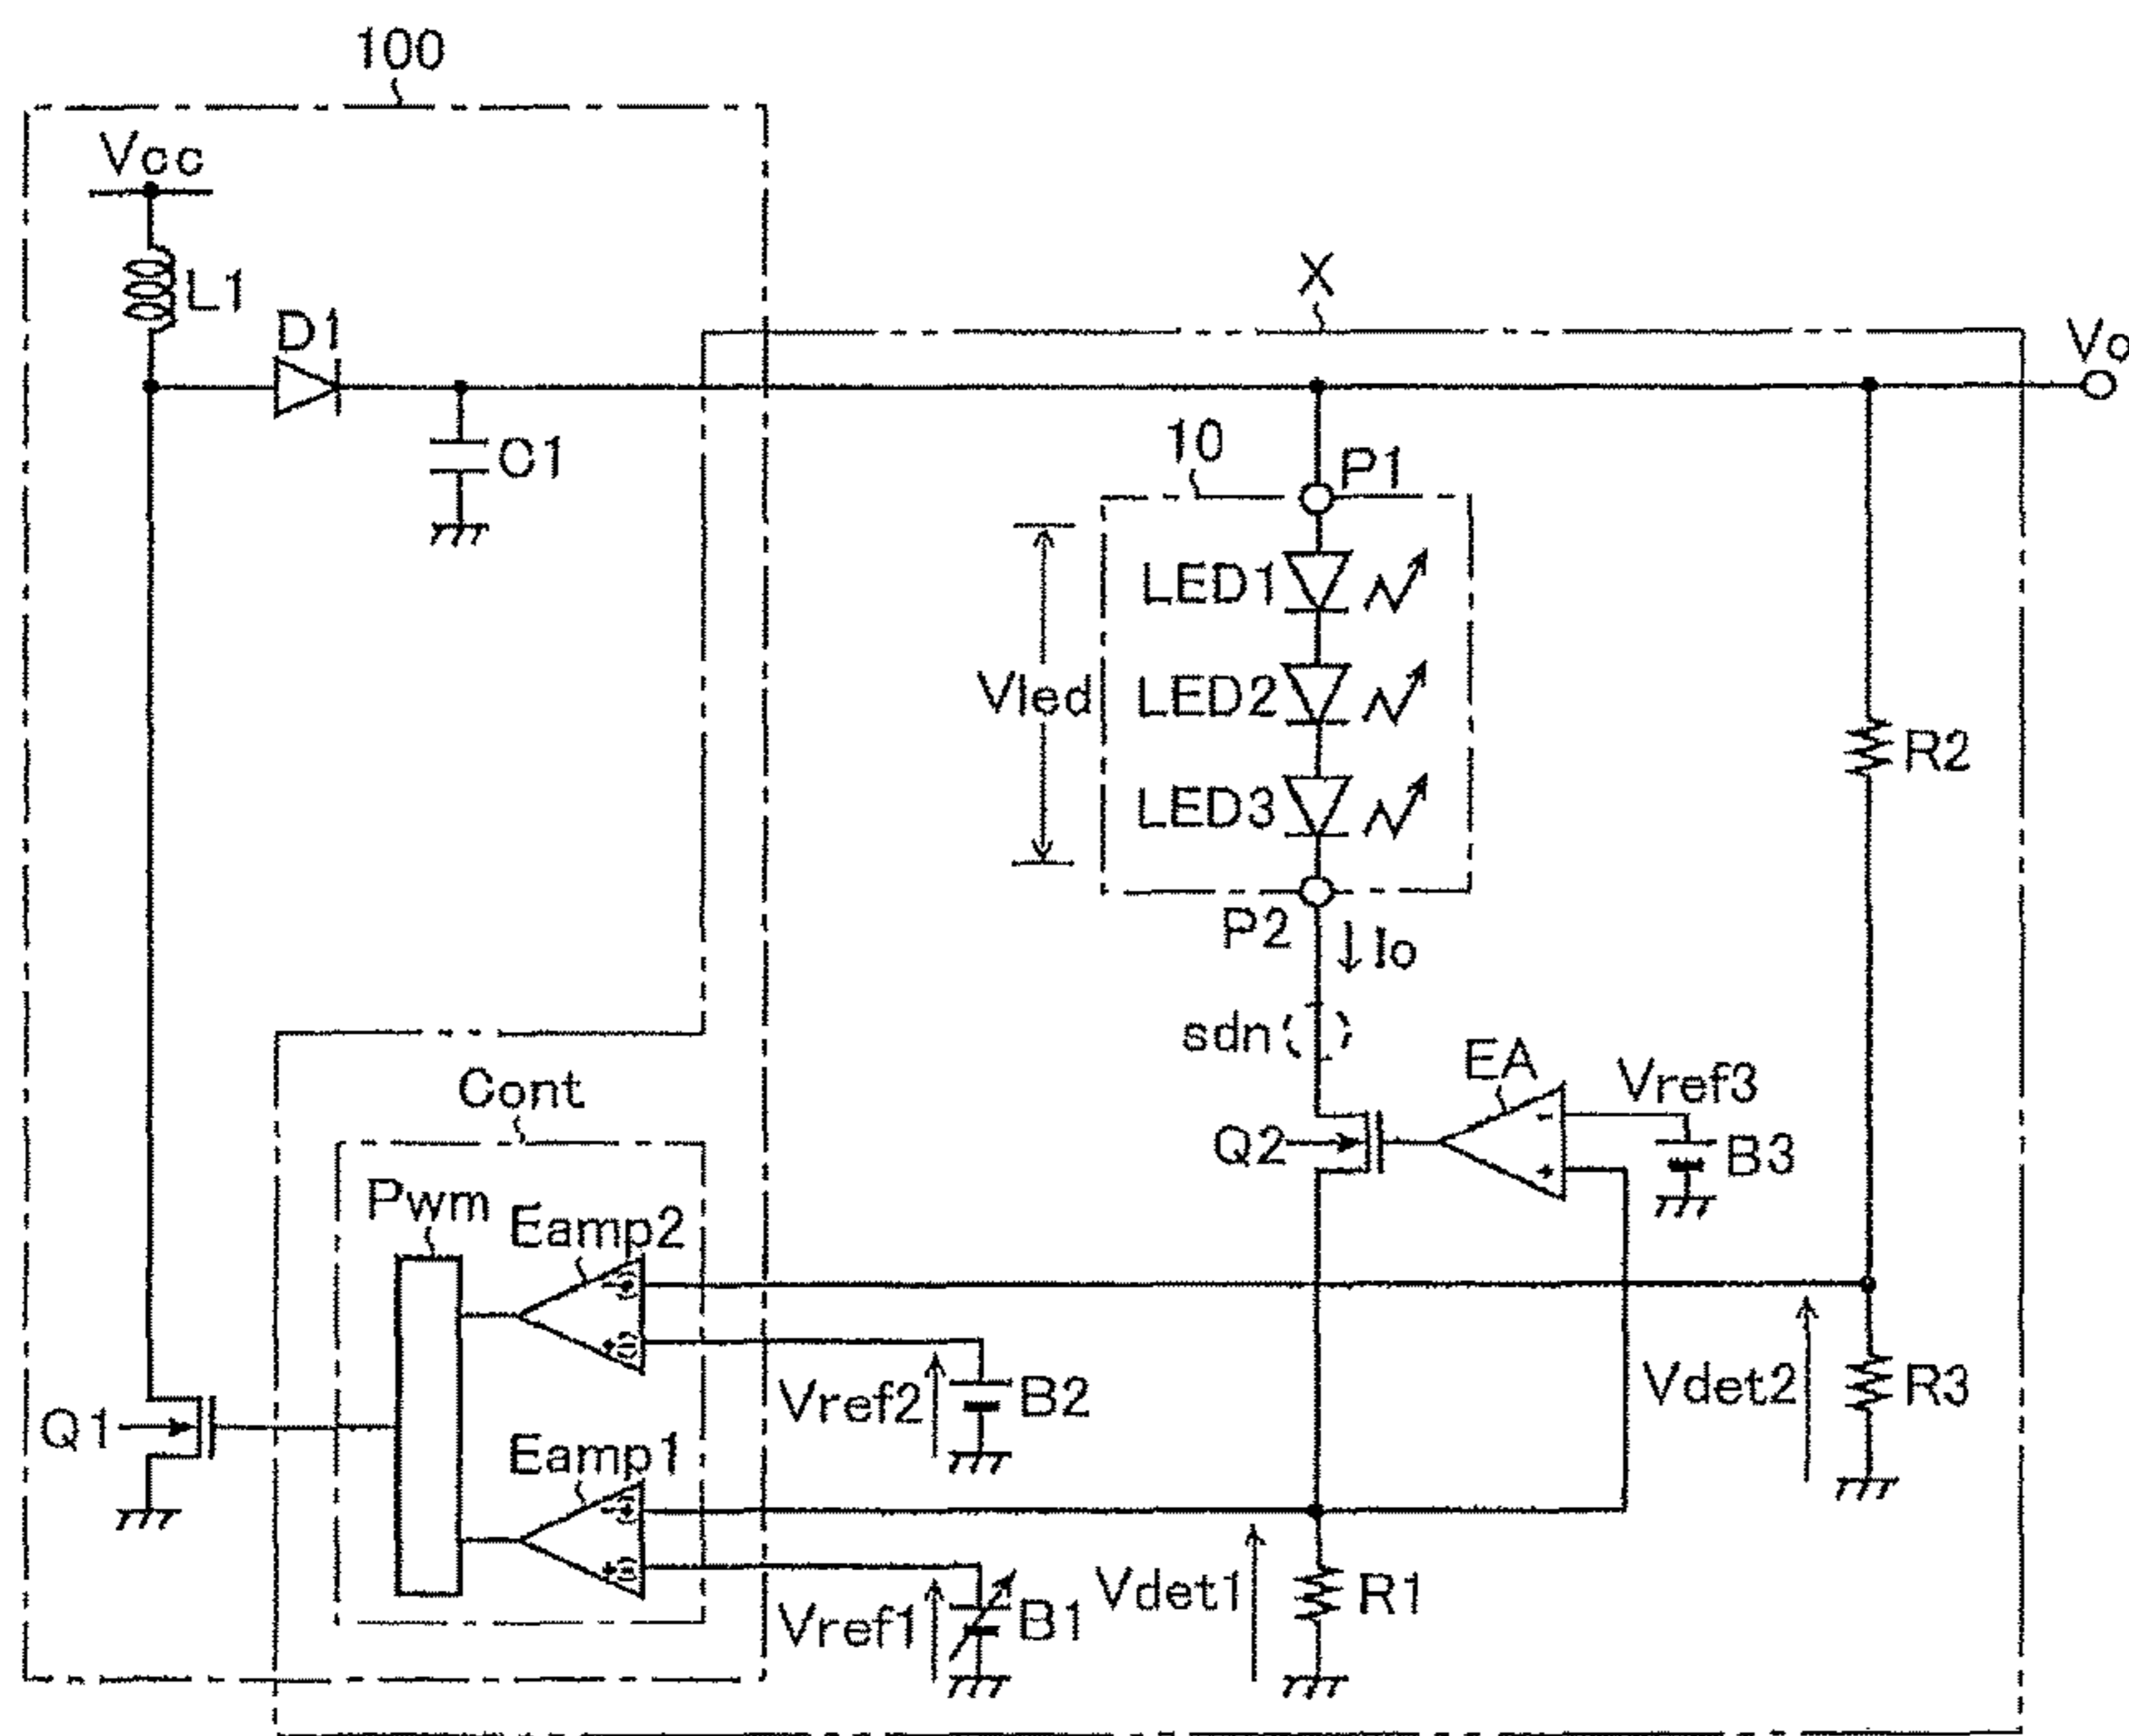 100
Vcc
L1
D1
C1
X
Vo
10
P1
LED1
LED2
LED3
Vled
R2
P2
Io
sdn
EA
Vref3
Q2
B3
-
+
Cont
Pwm
Eamp2
Vref2
B2
Vdet2
R3
Q1
Eamp1
Vref1
B1
Vdet1
R1